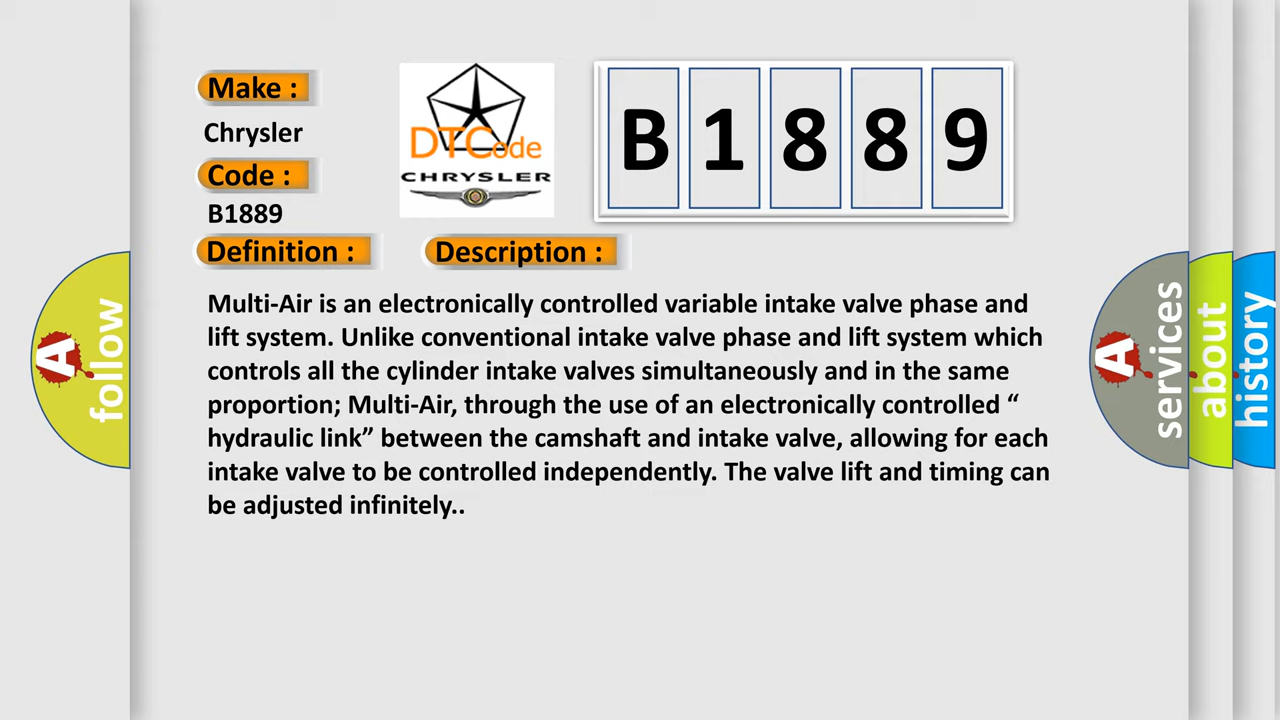 Make :
Chrysler
Code :
B1889
Definition :
Description :
DTCode
CHRYSLER
B 1 8 8 9
Multi-Air is an electronically controlled variable intake valve phase and
lift system. Unlike conventional intake valve phase and lift system which
controls all the cylinder intake valves simultaneously and in the same
proportion; Multi-Air, through the use of an electronically controlled “
hydraulic link” between the camshaft and intake valve, allowing for each
intake valve to be controlled independently. The valve lift and timing can
be adjusted infinitely..
A
follow
A
services
about
history